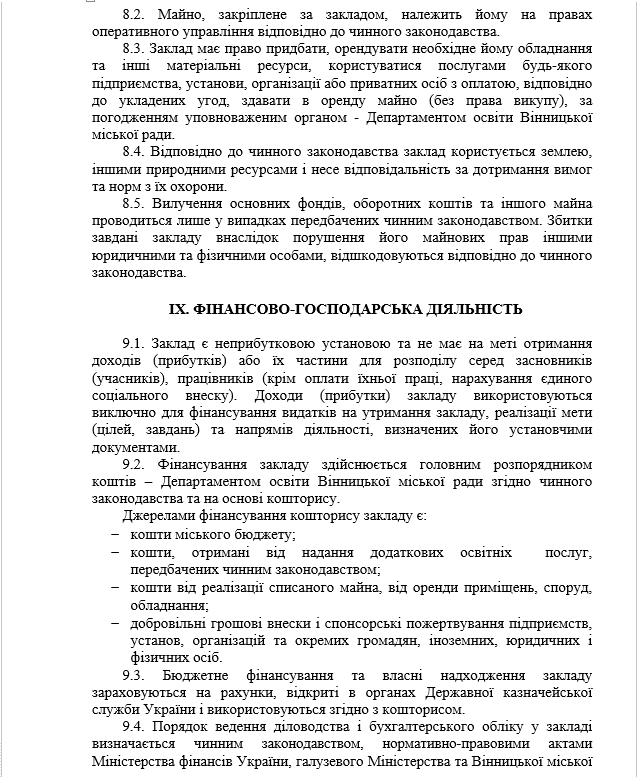 8.2. Майно, закріплене за закладом, належить йому на правах
оперативного управління відповідно до чинного законодавства.
8.3. Заклад має право придбати, орендувати необхідне йому обладнання
та інші матеріальні ресурси, користуватися послугами будь-якого
підприємства, установи, організації або приватних осіб з оплатою, відповідно
до укладених угод, здавати в оренду майно (без права викупу), за
погодженням уповноваженим органом - Департаментом освіти Вінницької
міської ради.
8.4. Відповідно до чинного законодавства заклад користується землею,
іншими природними ресурсами і несе відповідальність за дотримання вимог
та норм з їх охорони.
8.5. Вилучення основних фондів, оборотних коштів та іншого майна
проводиться лише у випадках передбачених чинним законодавством. Збитки
завдані закладу внаслідок порушення його майнових прав іншими
юридичними та фізичними особами, відшкодовуються відповідно до чинного
законодавства.
ІХ. ФІНАНСОВО-ГОСПОДАРСЬКА ДІЯЛЬНІСТЬ
9.1. Заклад є неприбутковою установою та не має на меті отримання
доходів (прибутків) або їх частини для розподілу серед засновників
(учасників), працівників (крім оплати їхньої праці, нарахування єдиного
соціального внеску). Доходи (прибутки) закладу використовуються
виключно для фінансування видатків на утримання закладу, реалізації мети
(цілей, завдань) та напрямів діяльності, визначених його установчими
документами.
9.2. Фінансування закладу здійснюється головним розпорядником
коштів – Департаментом освіти Вінницької міської ради згідно чинного
законодавства та на основі кошторису.
Джерелами фінансування кошторису закладу є:
– кошти міського бюджету;
– кошти, отримані від надання додаткових освітніх послуг,
передбачених чинним законодавством;
– кошти від реалізації списаного майна, від оренди приміщень, споруд,
обладнання;
– добровільні грошові внески і спонсорські пожертвування підприємств,
установ, організацій та окремих громадян, іноземних, юридичних і
фізичних осіб.
9.3. Бюджетне фінансування та власні надходження закладу
зараховуються на рахунки, відкриті в органах Державної казначейської
служби України і використовуються згідно з кошторисом.
9.4. Порядок ведення діловодства і бухгалтерського обліку у закладі
визначається чинним законодавством, нормативно-правовими актами
Міністерства фінансів України, галузевого Міністерства та Вінницької міської